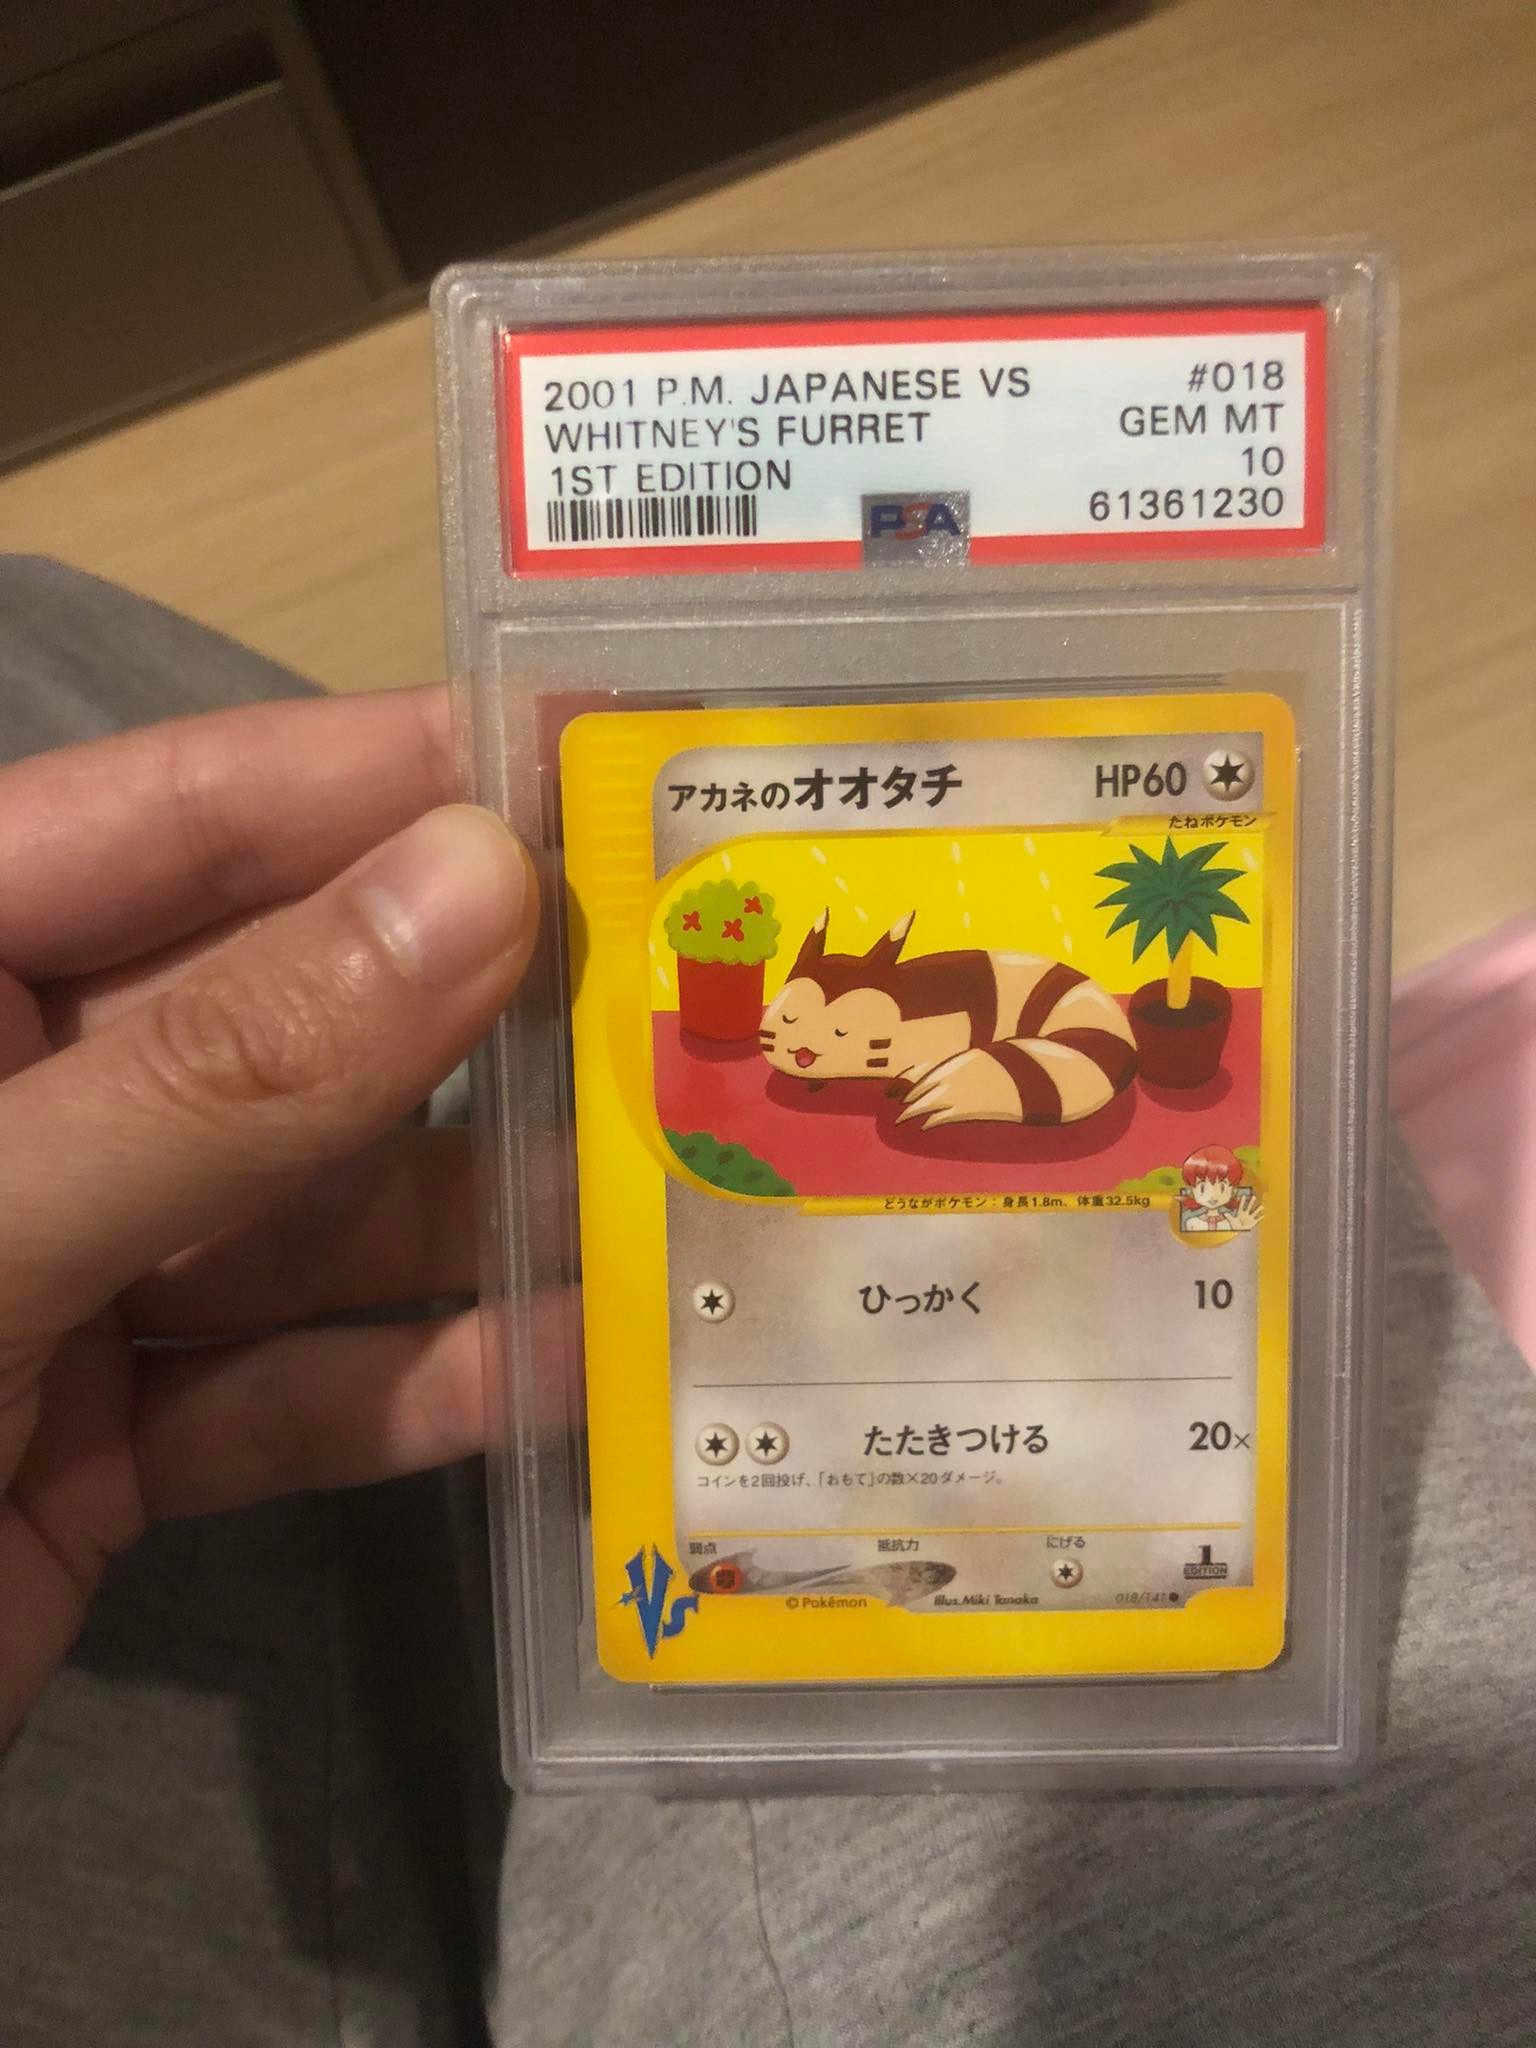 2001 P.M. JAPANESE VS #018
WHITNEY'S FURRET GEM MT
1ST EDITION 10
PSA 61361230
アカネのオオタチ HP60
たねポケモン
どうながポケモン：身長1.8m、体重32.5kg
ひっかく 10
たたきつける 20×
コインを2回投げ、「おもて」の数×20ダメージ。
弱点 抵抗力 にげる
1 EDITION
©Pokémon Illus.Miki Tanaka 018/141●
VS